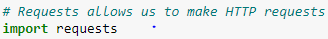 # Requests allows us to make HTTP requests
import requests